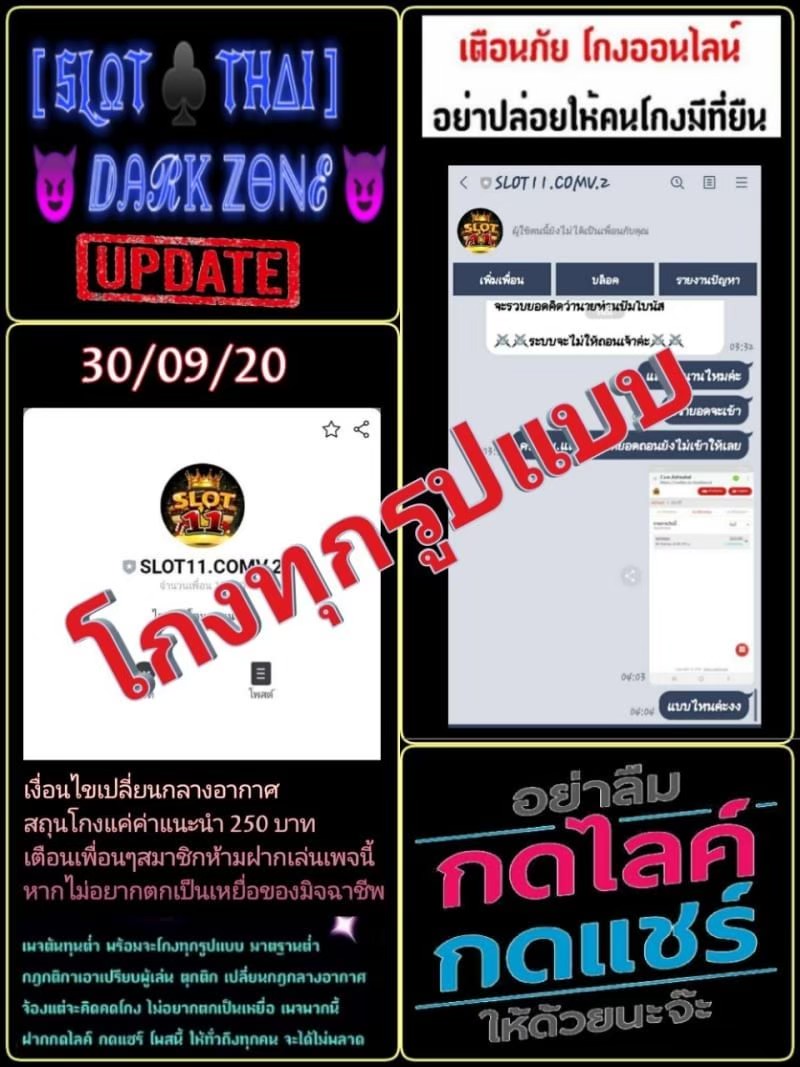 [SLOT THAI]
DARK ZONE
UPDATE
30/09/20
SLOT
11
SLOT11.COMV.2
จำนวนเพื่อน
โพสต์
เงื่อนไขเปลี่ยนกลางอากาศ
สถุนโกงแค่ค่าแนะนำ 250 บาท
เตือนเพื่อนๆสมาชิกห้ามฝากเล่นเพจนี้
หากไม่อยากตกเป็นเหยื่อของมิจฉาชีพ
เพจต้นทุนต่ำ พร้อมจะโกงทุกรูปแบบ มาตฐานต่ำ
กฎกติกาเอาเปรียบผู้เล่น ตุกติก เปลี่ยนกฎกลางอากาศ
จ้องแต่จะคิดคดโกง ไม่อยากตกเป็นเหยื่อ เพจพวกนี้
ฝากกดไลค์ กดแชร์ โพสนี้ ให้ทั่วถึงทุกคน จะได้ไม่พลาด
เตือนภัย โกงออนไลน์
อย่าปล่อยให้คนโกงมีที่ยืน
SLOT11.COMV.2
SLOT
11
ผู้ใช้คนนี้ยังไม่ได้เป็นเพื่อนกับคุณ
เพิ่มเพื่อน บล็อค รายงานปัญหา
จะรวบยอดคิดว่านายท่านปั๊มโบนัส
ระบบจะไม่ให้ถอนเจ้าค่ะ
03:32
นานไหมค่ะ
ยอดจะเข้า
ยอดถอนยังไม่เข้าให้เลย
04:03
04:04
แบบไหนค่ะงง
โกงทุกรูปแบบ
อย่าลืม
กดไลค์
กดแชร์
ให้ด้วยนะจ๊ะ